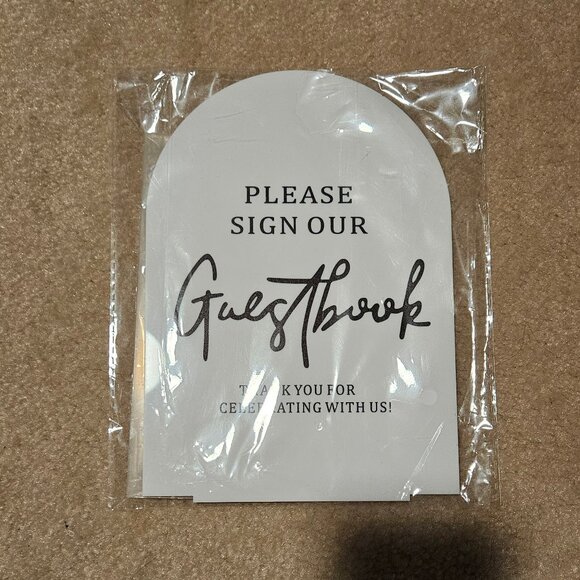 PLEASE
SIGN OUR
Guestbook
THANK YOU FOR
CELEBRATING WITH US!